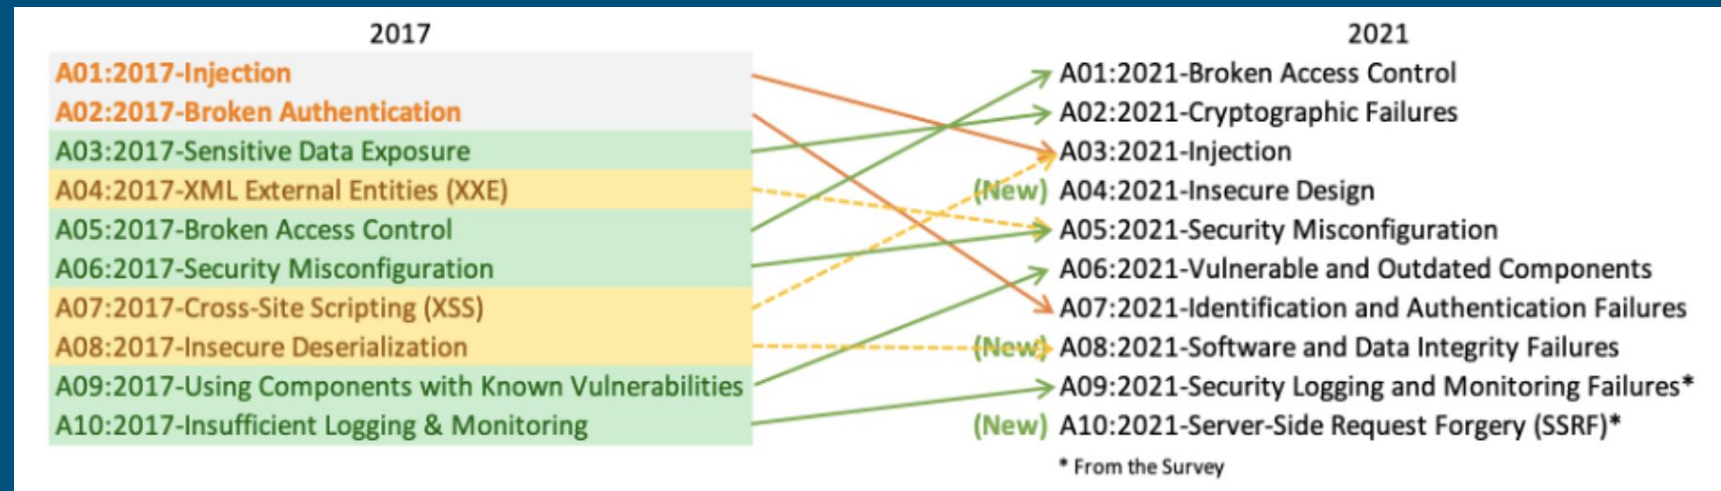 2017
A01:2017-Injection
A02:2017-Broken Authentication
A03:2017-Sensitive Data Exposure
A04:2017-XML External Entities (XXE)
A05:2017-Broken Access Control
A06:2017-Security Misconfiguration
A07:2017-Cross-Site Scripting (XSS)
A08:2017-Insecure Deserialization
A09:2017-Using Components with Known Vulnerabilities
A10:2017-Insufficient Logging & Monitoring
2021
A01:2021-Broken Access Control
A02:2021-Cryptographic Failures
A03:2021-Injection
(New) A04:2021-Insecure Design
A05:2021-Security Misconfiguration
A06:2021-Vulnerable and Outdated Components
A07:2021-Identification and Authentication Failures
(New) A08:2021-Software and Data Integrity Failures
A09:2021-Security Logging and Monitoring Failures*
(New) A10:2021-Server-Side Request Forgery (SSRF)*
* From the Survey